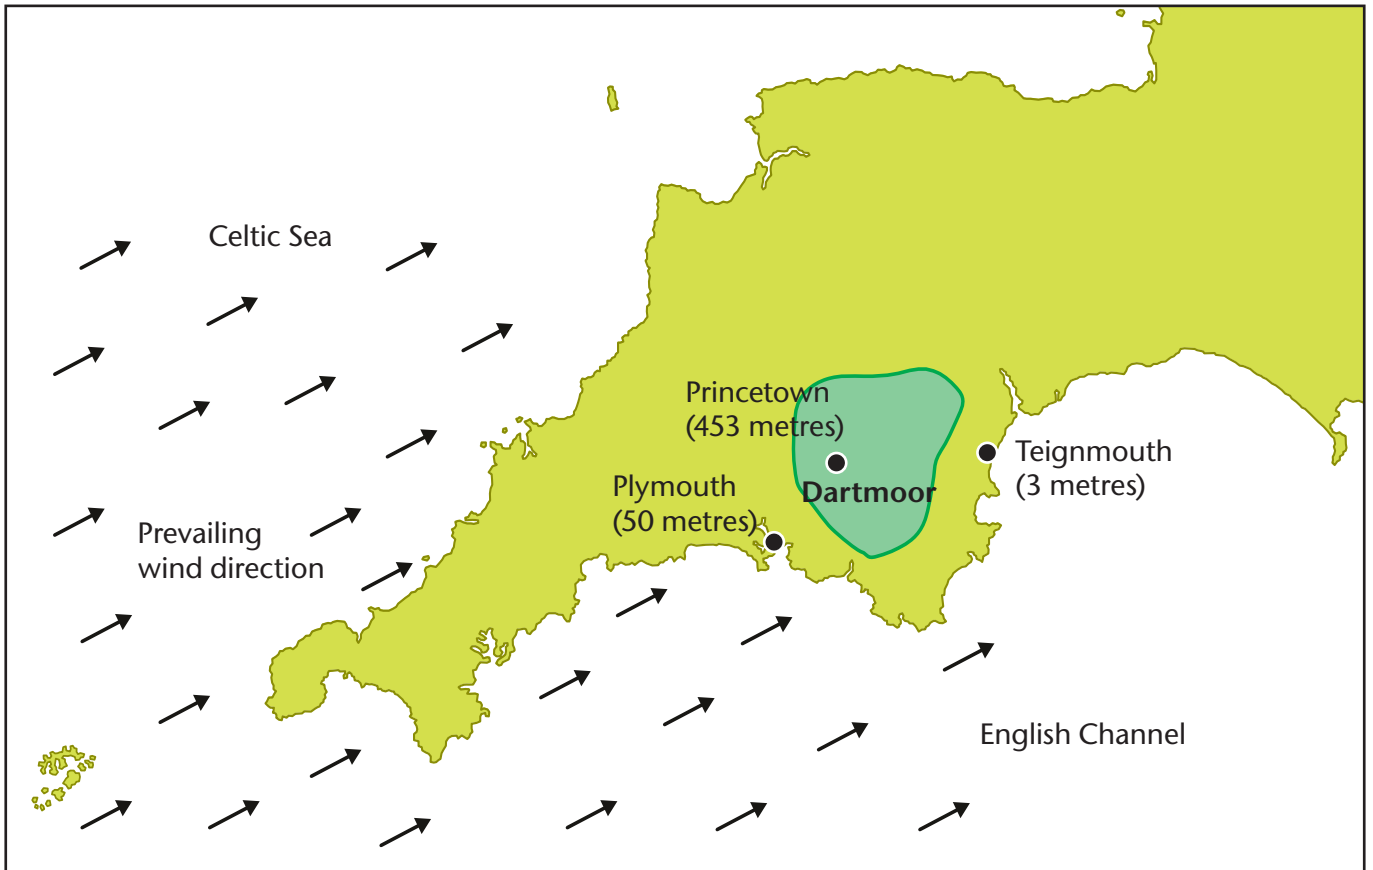 Celtic Sea
Princetown
(453 metres)
Teignmouth
(3 metres)
Plymouth
(50 metres)
Dartmoor
Prevailing
wind direction
English Channel